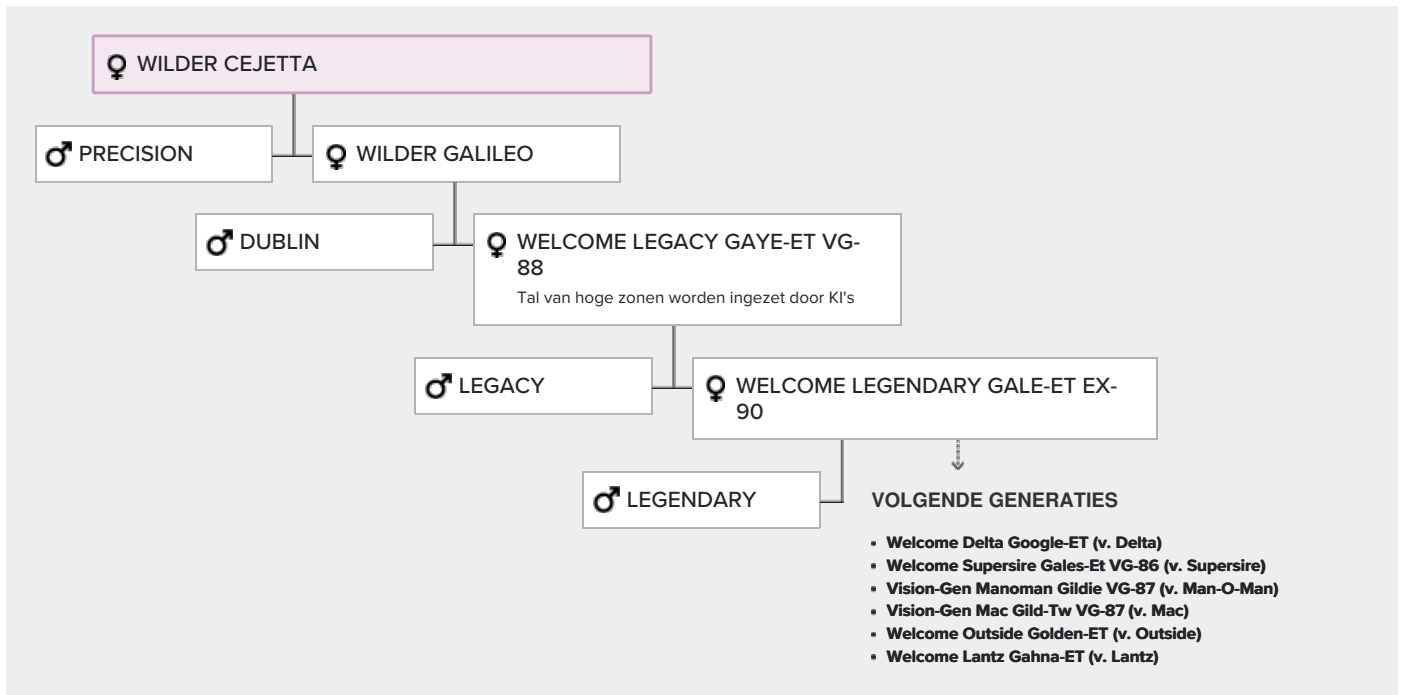 WILDER CEJETTA
PRECISION
WILDER GALILEO
DUBLIN
WELCOME LEGACY GAYE-ET VG-
88
Tal van hoge zonen worden ingezet door KI's
LEGACY
WELCOME LEGENDARY GALE-ET EX-
90
LEGENDARY
VOLGENDE GENERATIES
• Welcome Delta Google-ET (v. Delta)
• Welcome Supersire Gales-Et VG-86 (v. Supersire)
• Vision-Gen Manoman Gildie VG-87 (v. Man-O-Man)
• Vision-Gen Mac Gild-Tw VG-87 (v. Mac)
• Welcome Outside Golden-ET (v. Outside)
• Welcome Lantz Gahna-ET (v. Lantz)